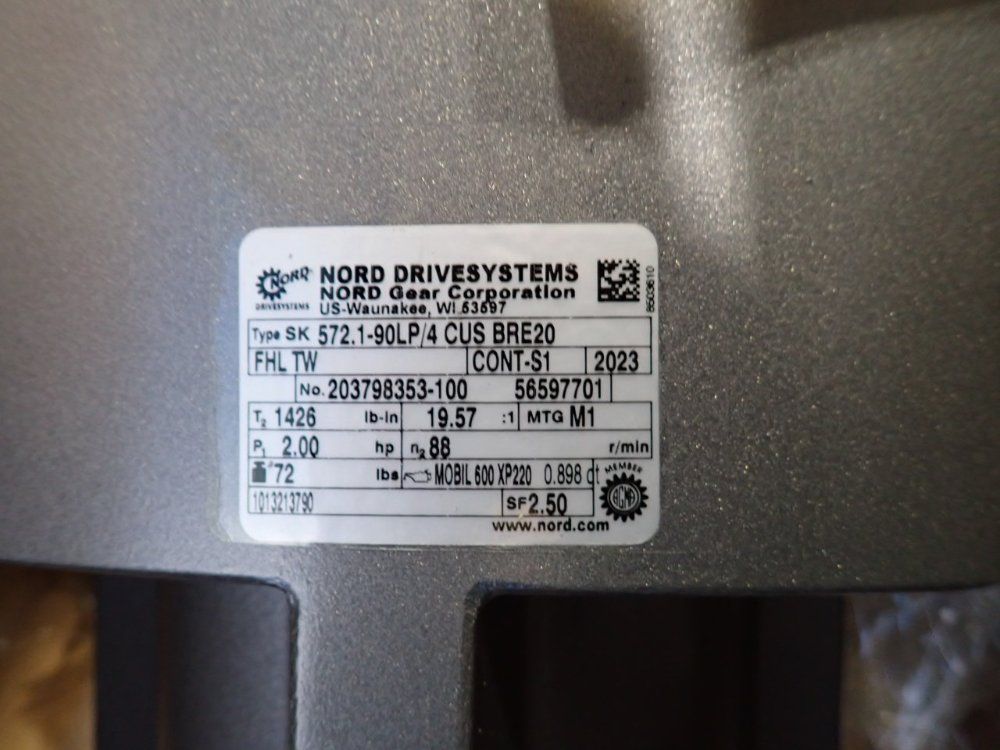 NORD
DRIVESYSTEMS
NORD DRIVESYSTEMS
NORD Gear Corporation
US-Waunakee, WI 53597
Type SK 572.1-90LP/4 CUS BRE20
FHL TW CONT-S1 2023
No. 203798353-100 56597701
T2 1426 lb-in 19.57 :1 MTG M1
P1 2.00 hp n2 88 r/min
72 lbs MOBIL 600 XP220 0.898 qt
MEMBER
AGMA
1013213790 SF 2.50
www.nord.com